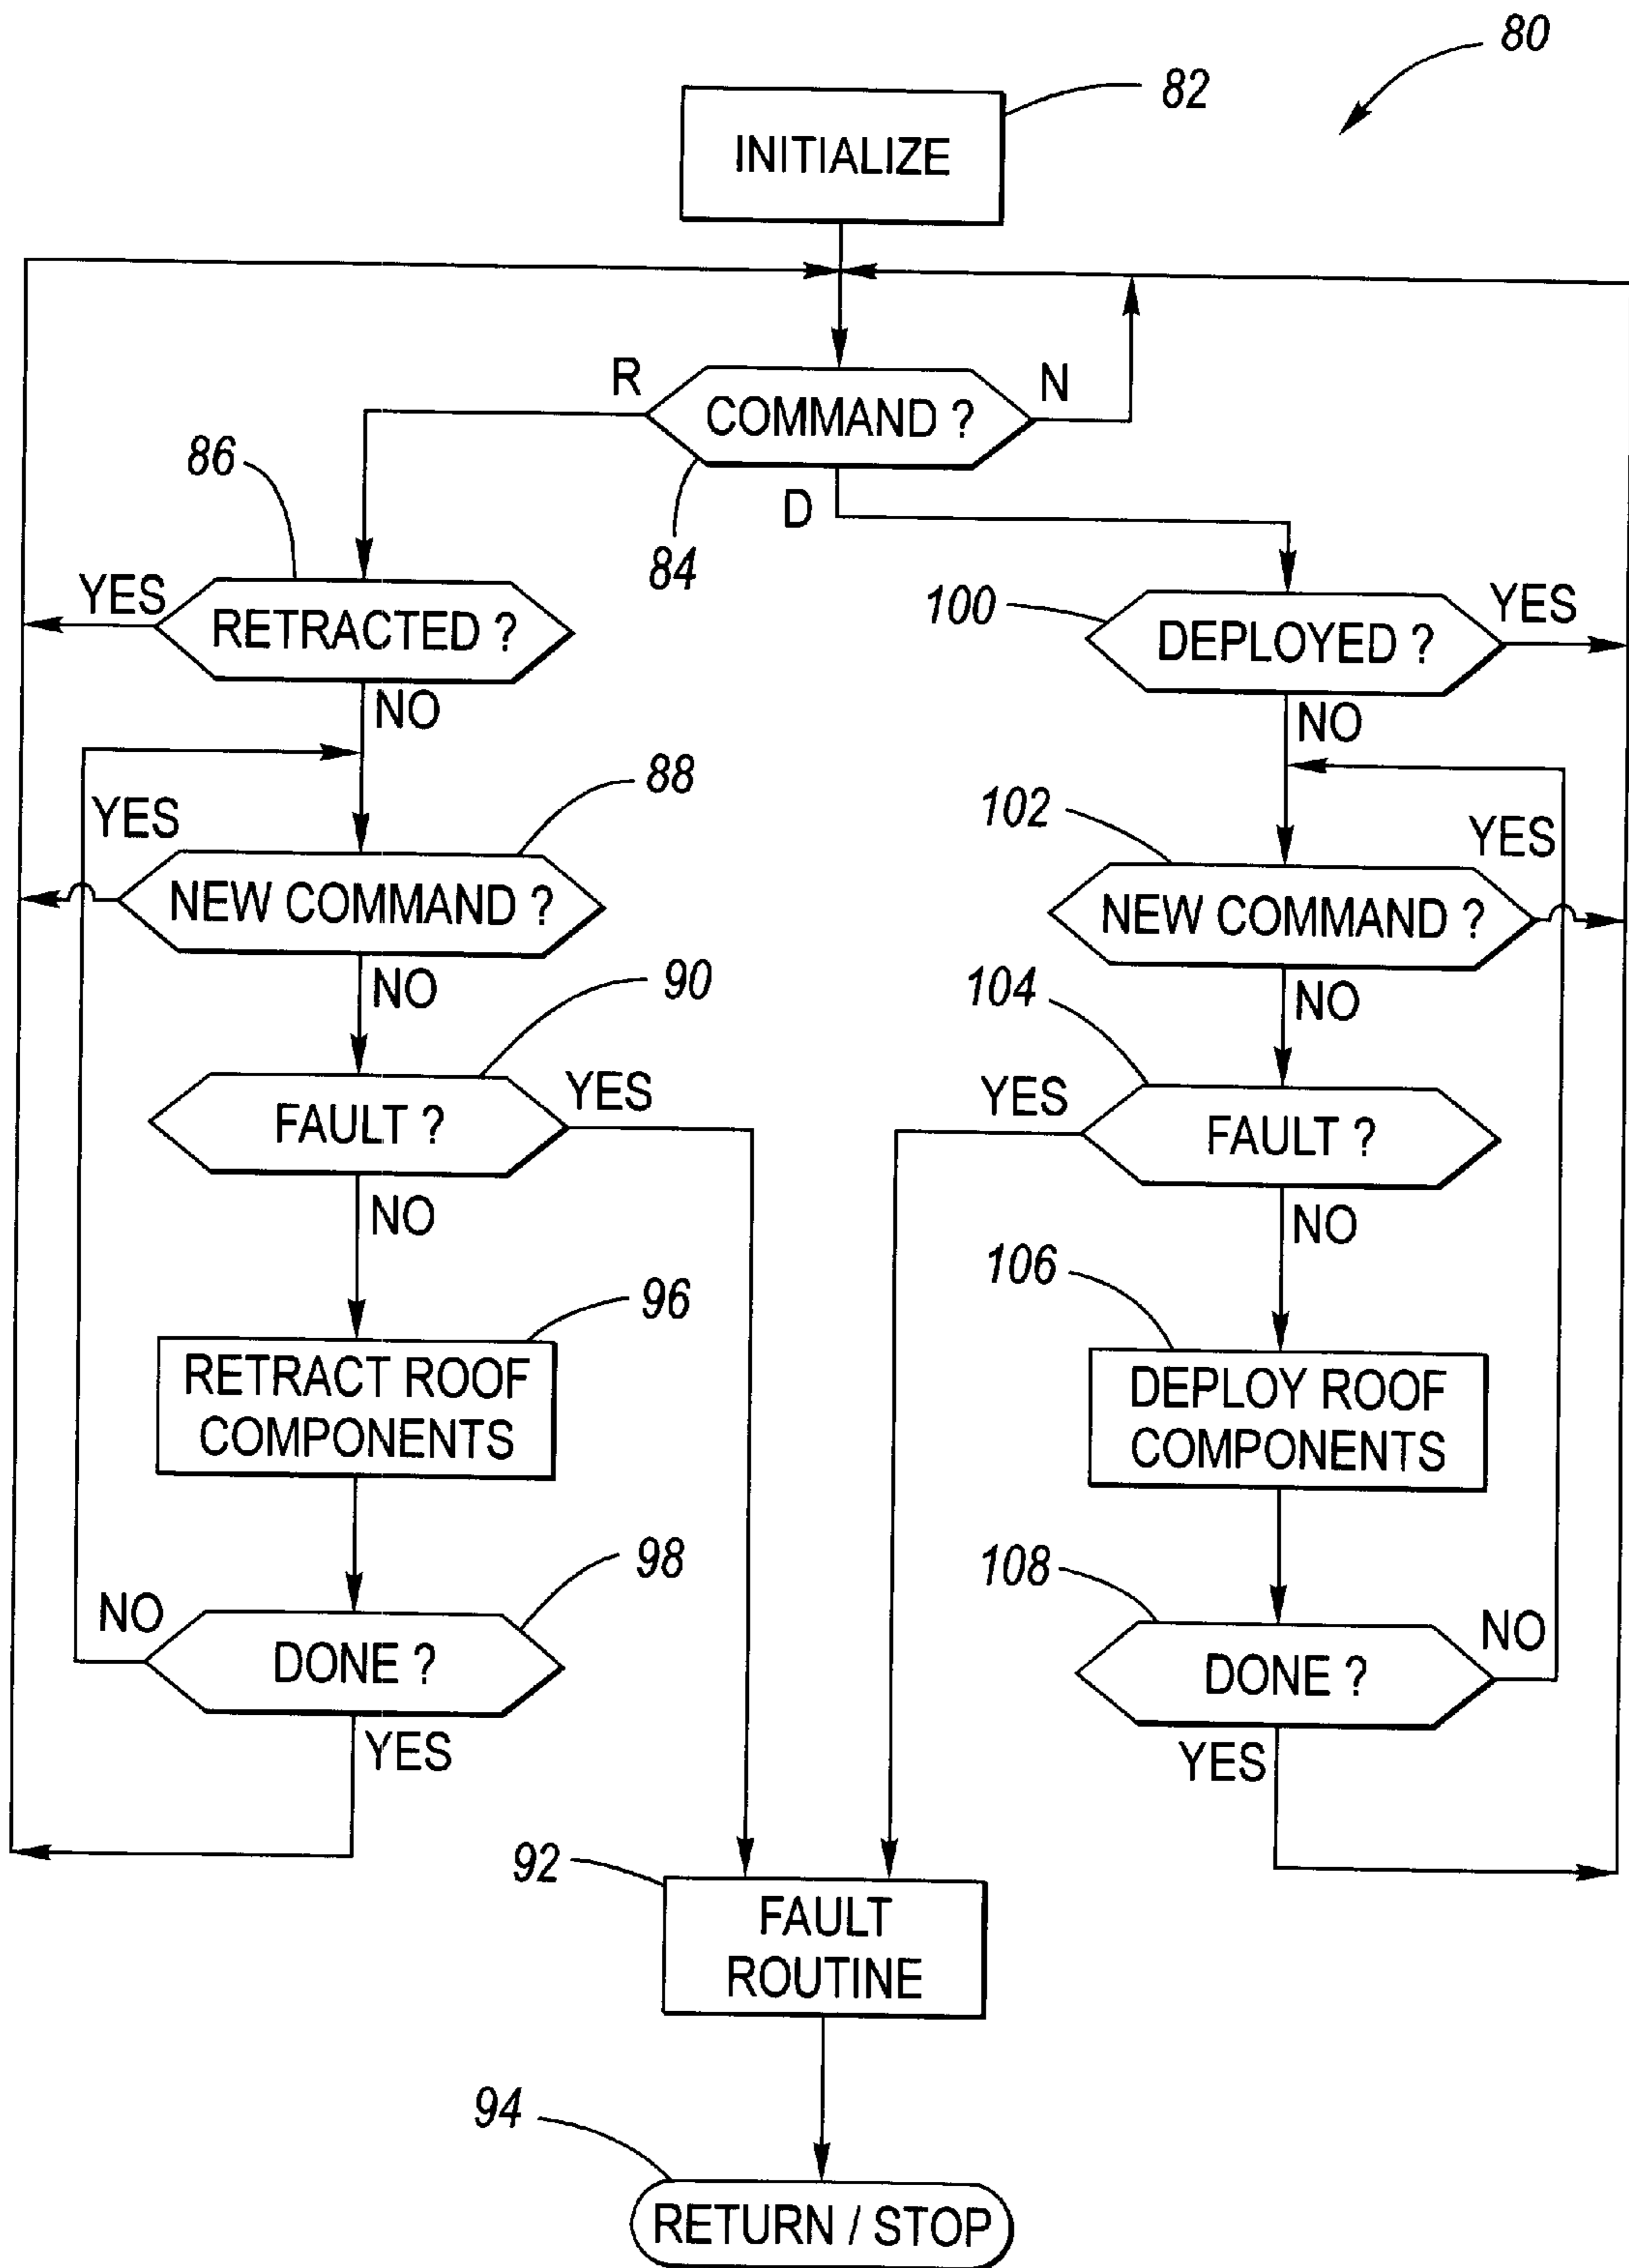 80
82
INITIALIZE
R
COMMAND ?
N
86
D
84
YES
RETRACTED ?
100
DEPLOYED ?
YES
NO
NO
88
YES
NEW COMMAND ?
102
YES
NEW COMMAND ?
NO
90
NO
104
FAULT ?
YES
YES
FAULT ?
NO
NO
96
106
RETRACT ROOF
COMPONENTS
DEPLOY ROOF
COMPONENTS
98
108
NO
DONE ?
NO
DONE ?
YES
YES
92
FAULT
ROUTINE
94
RETURN / STOP